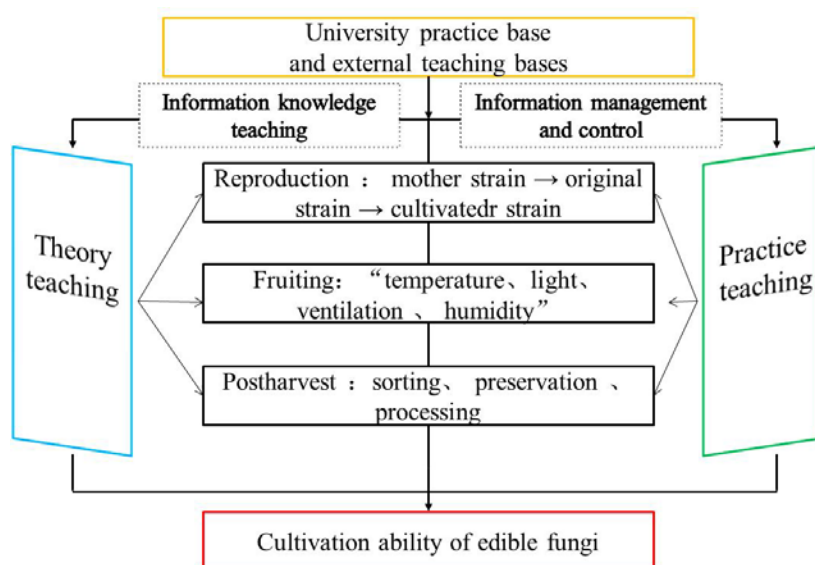 University practice base
and external teaching bases
Information knowledge
teaching
Information management
and control
Reproduction ： mother strain → original
strain → cultivatedr strain
Theory
teaching
Practice
teaching
Fruiting: “temperature、light、
ventilation 、 humidity”
Postharvest ：sorting、 preservation 、
processing
Cultivation ability of edible fungi